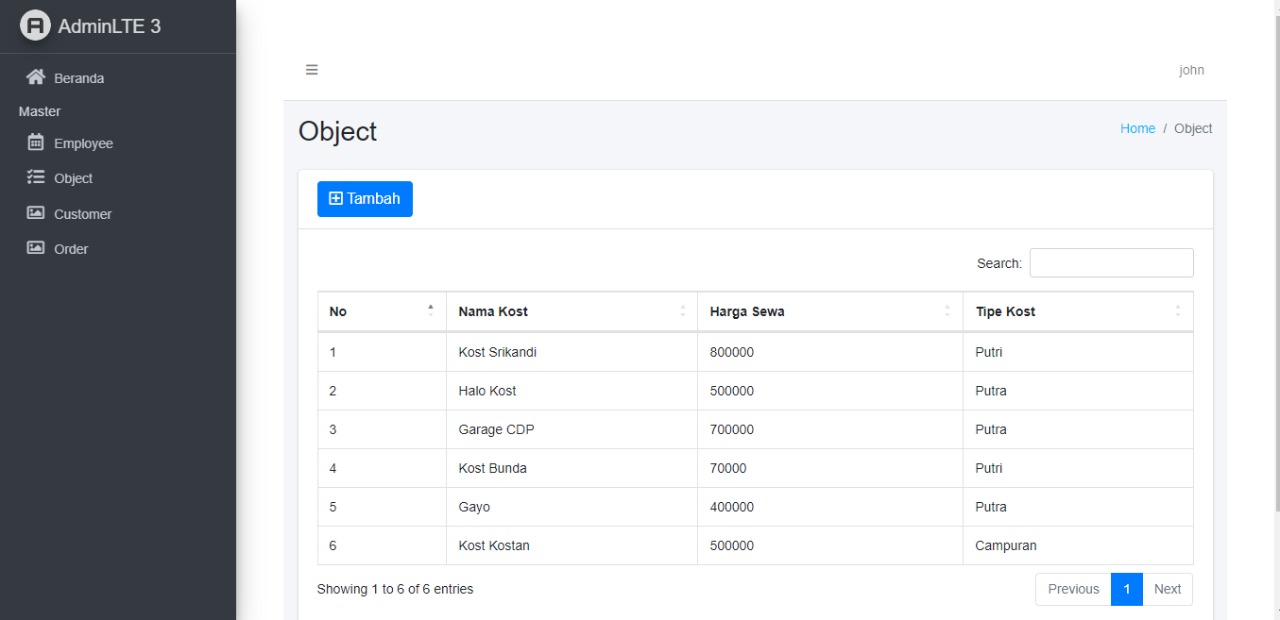 AdminLTE 3
Beranda
Master
Employee
Object
Customer
Order
john
Object
Home / Object
Tambah
Search:
No Nama Kost Harga Sewa Tipe Kost
1 Kost Srikandi 800000 Putri
2 Halo Kost 500000 Putra
3 Garage CDP 700000 Putra
4 Kost Bunda 70000 Putri
5 Gayo 400000 Putra
6 Kost Kostan 500000 Campuran
Showing 1 to 6 of 6 entries
Previous 1 Next